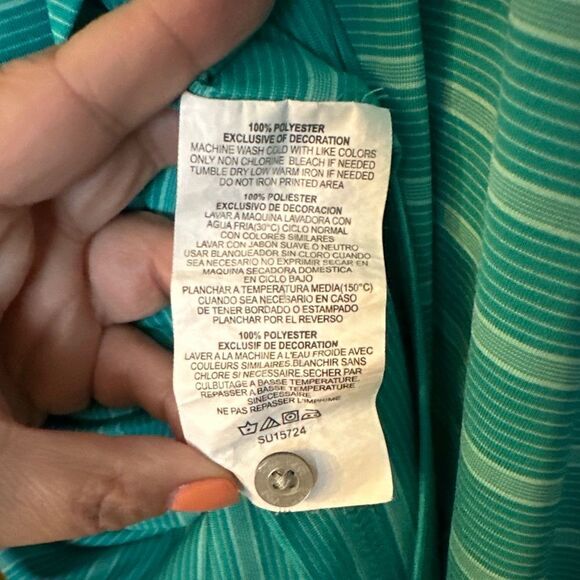 100% POLYESTER
EXCLUSIVE OF DECORATION
MACHINE WASH COLD WITH LIKE COLORS
ONLY NON CHLORINE BLEACH IF NEEDED
TUMBLE DRY LOW WARM IRON IF NEEDED
DO NOT IRON PRINTED AREA
100% POLIESTER
EXCLUSIVO DE DECORACION
LAVAR A MAQUINA LAVADORA CON
AGUA FRIA(30°C) CICLO NORMAL
CON COLORES SIMILARES
LAVAR CON JABON SUAVE O NEUTRO
USAR BLANQUEADOR SIN CLORO CUANDO
SEA NECESARIO NO EXPRIMIR SECAR EN
MAQUINA SECADORA DOMESTICA
EN CICLO BAJO
PLANCHAR A TEMPERATURA MEDIA(150°C)
CUANDO SEA NECESARIO EN CASO
DE TENER BORDADO O ESTAMPADO
PLANCHAR POR EL REVERSO
100% POLYESTER
EXCLUSIF DE DECORATION
LAVER A LA MACHINE A L'EAU FROIDE AVEC
COULEURS SIMILAIRES.BLANCHIR SANS
CHLORE SI NECESSAIRE.SECHER PAR
CULBUTAGE A BASSE TEMPERATURE.
REPASSER A BASSE TEMPERATURE
SINECESSAIRE
NE PAS REPASSER L'IMPRIME
SU15724